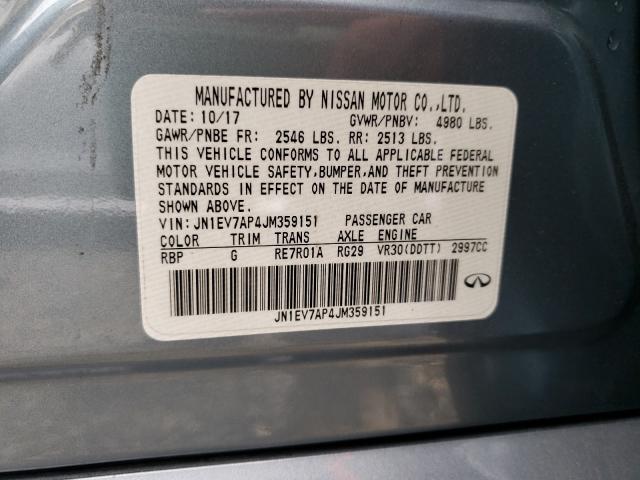 MANUFACTURED BY NISSAN MOTOR CO.,LTD.
DATE: 10/17 GVWR/PNBV: 4980 LBS.
GAWR/PNBE FR: 2546 LBS. RR: 2513 LBS.
THIS VEHICLE CONFORMS TO ALL APPLICABLE FEDERAL
MOTOR VEHICLE SAFETY,BUMPER,AND THEFT PREVENTION
STANDARDS IN EFFECT ON THE DATE OF MANUFACTURE
SHOWN ABOVE.
VIN: JN1EV7AP4JM359151 PASSENGER CAR
COLOR TRIM TRANS AXLE ENGINE
RBP G RE7R01A RG29 VR30(DDTT) 2997CC
JN1EV7AP4JM359151